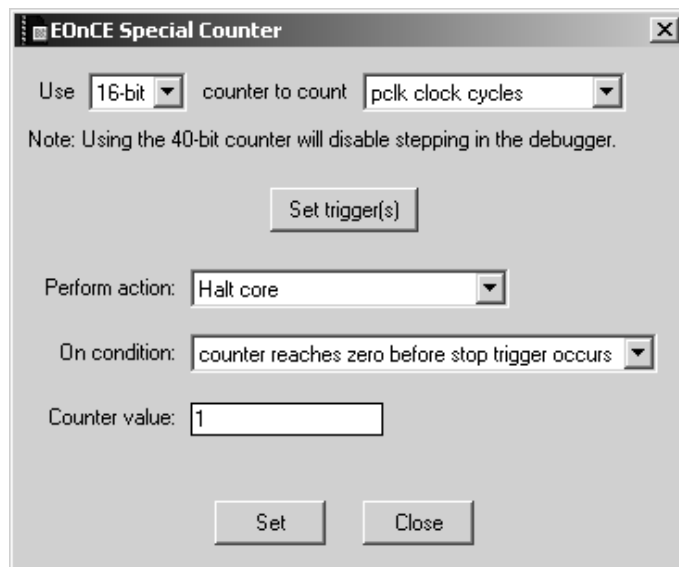 EOnCE Special Counter
Use 16-bit counter to count pclk clock cycles
Note: Using the 40-bit counter will disable stepping in the debugger.
Set trigger(s)
Perform action: Halt core
On condition: counter reaches zero before stop trigger occurs
Counter value: 1
Set Close